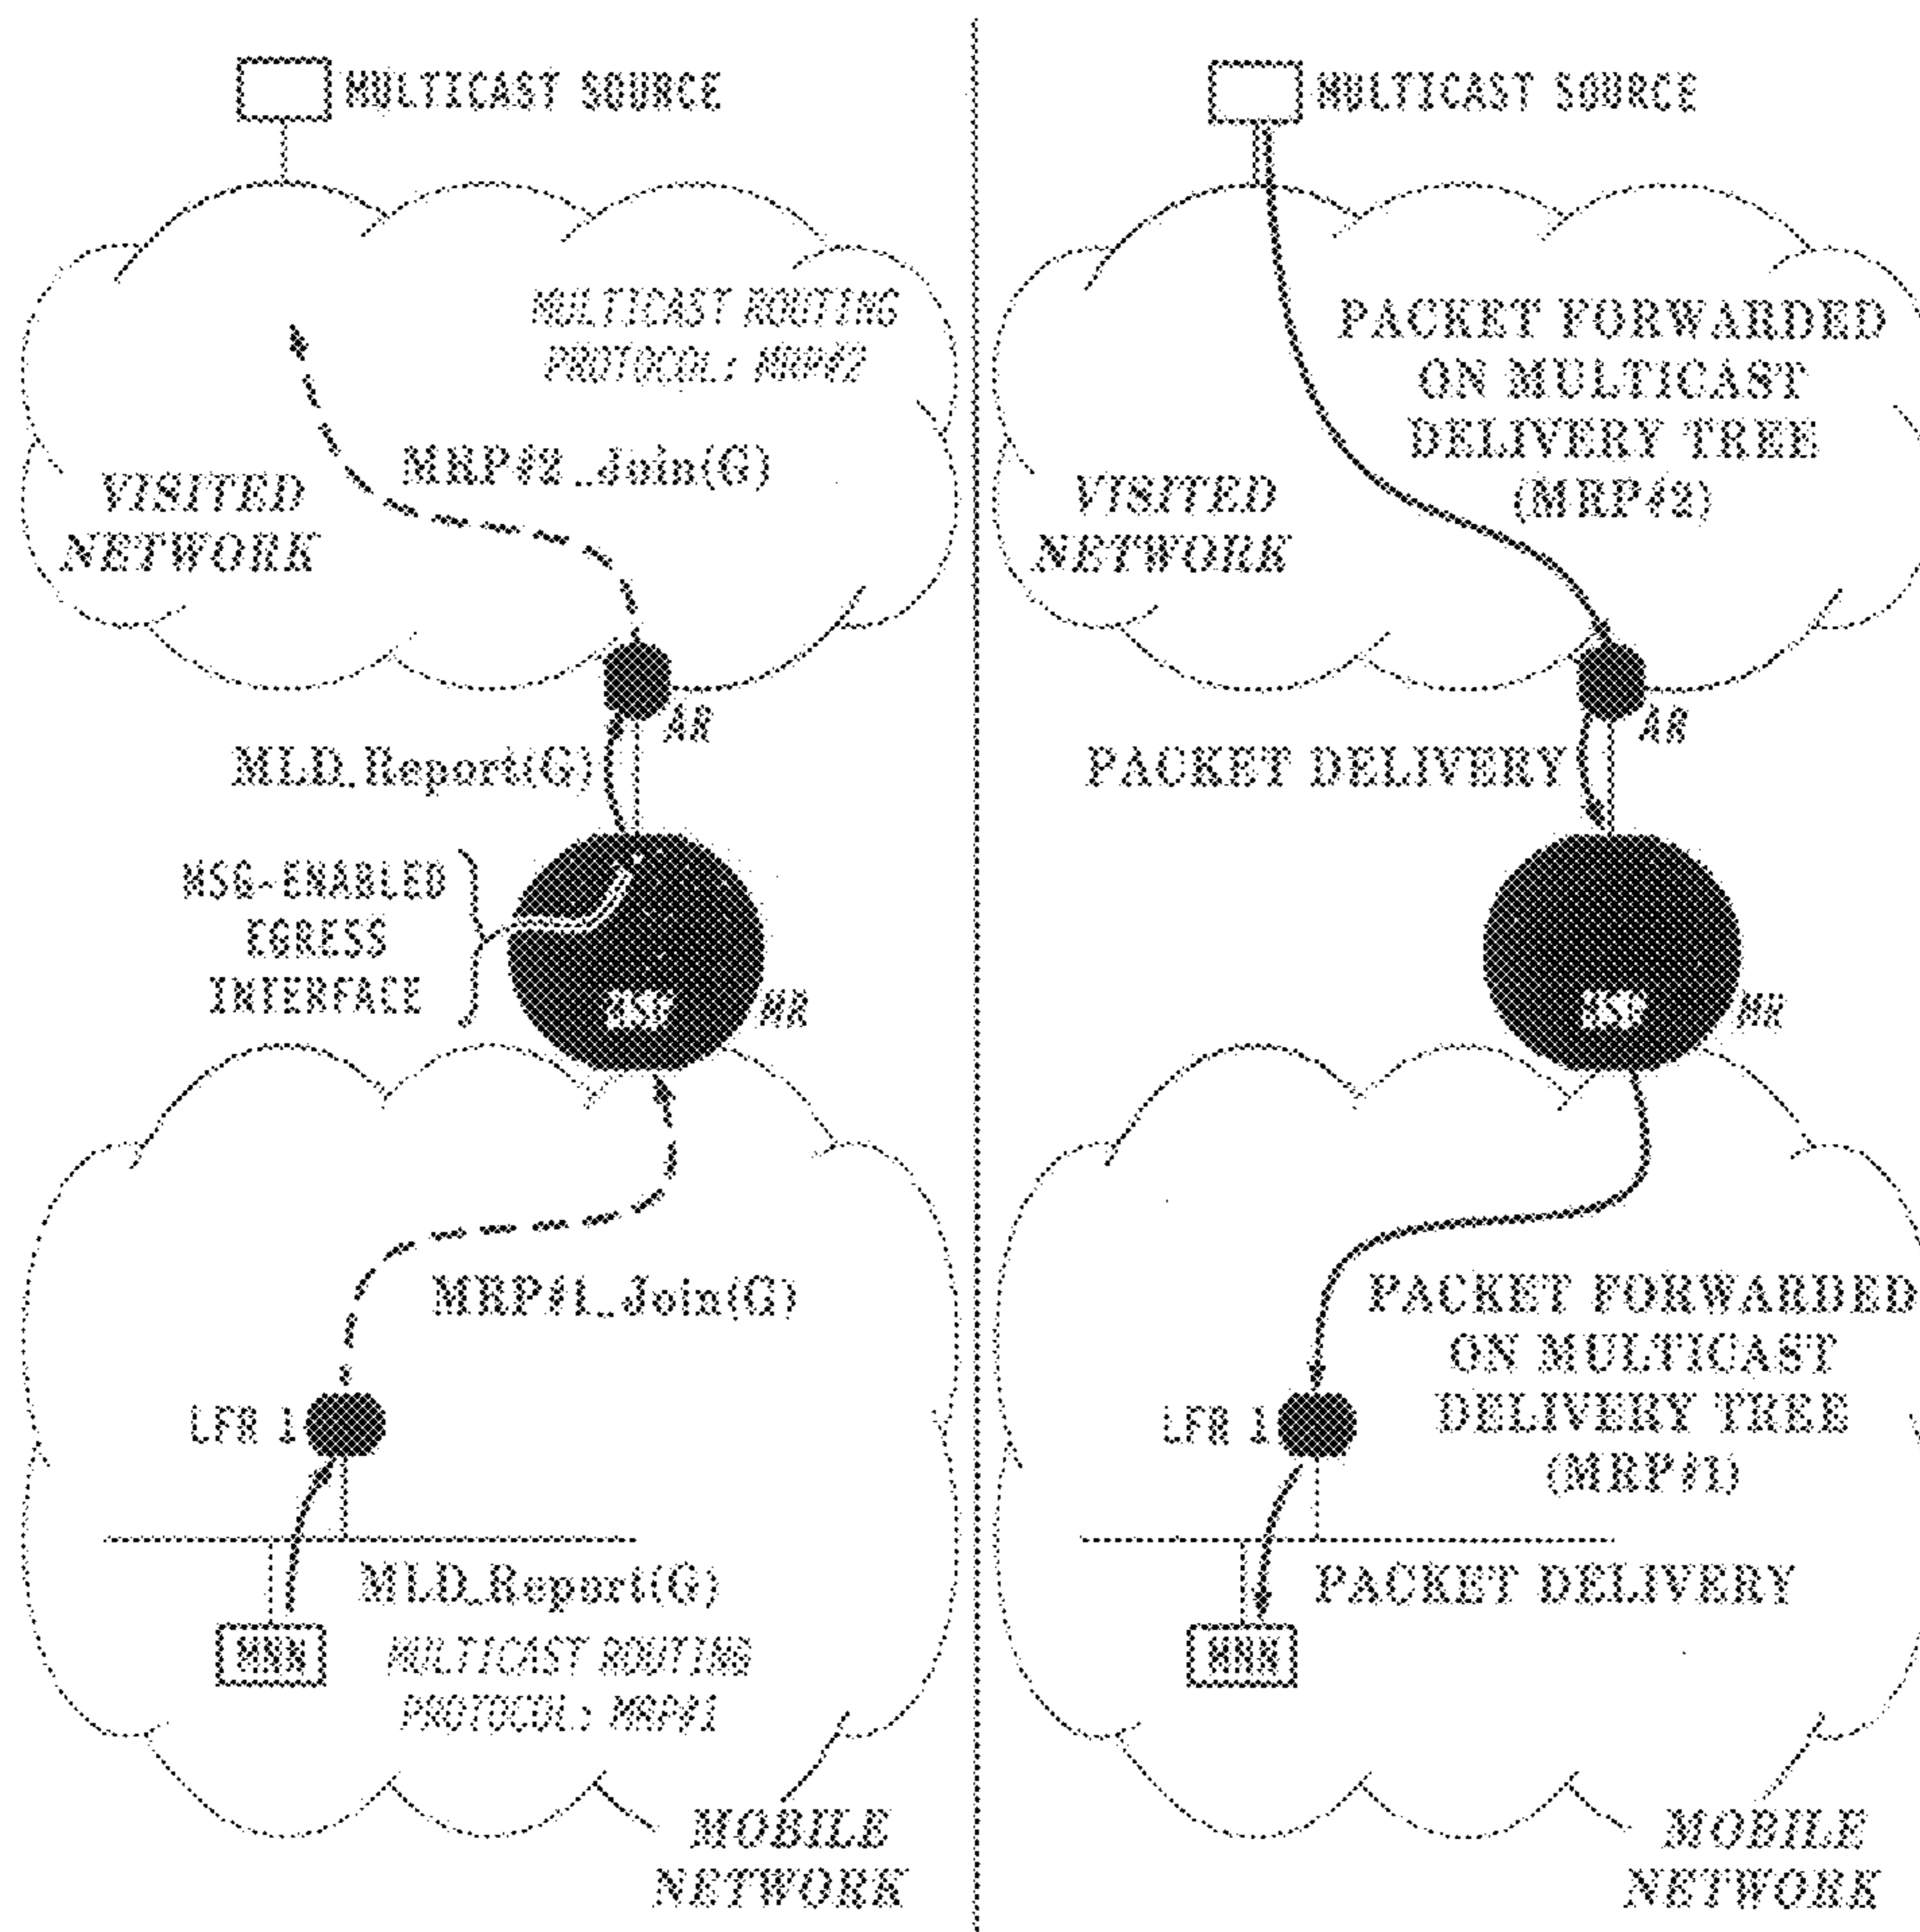 MULTICAST SOURCE
MULTICAST ROUTING
PROTOCOL: MRP#2
MRP#2_Join(G)
VISITED
NETWORK
AR
MLD_Report(G)
MSG-ENABLED
EGRESS
INTERFACE
MR
MRP#1_Join(G)
LFR 1
MLD_Report(G)
MNN
MULTICAST ROUTING
PROTOCOL: MRP#1
MOBILE
NETWORK
MULTICAST SOURCE
PACKET FORWARDED
ON MULTICAST
DELIVERY TREE
(MRP#2)
VISITED
NETWORK
AR
PACKET DELIVERY
MR
PACKET FORWARDED
ON MULTICAST
DELIVERY TREE
(MRP#1)
LFR 1
PACKET DELIVERY
MNN
MOBILE
NETWORK